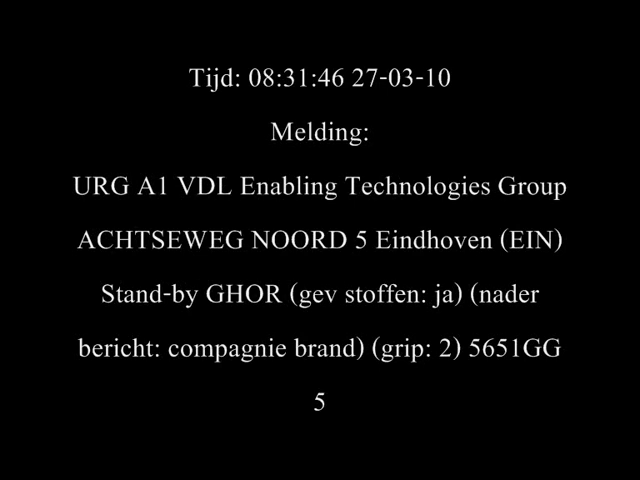 Tijd: 08:31:46 27-03-10
Melding:
URG A1 VDL Enabling Technologies Group
ACHTSEWEG NOORD 5 Eindhoven (EIN)
Stand-by GHOR (gev stoffen: ja) (nader
bericht: compagnie brand) (grip: 2) 5651GG
5